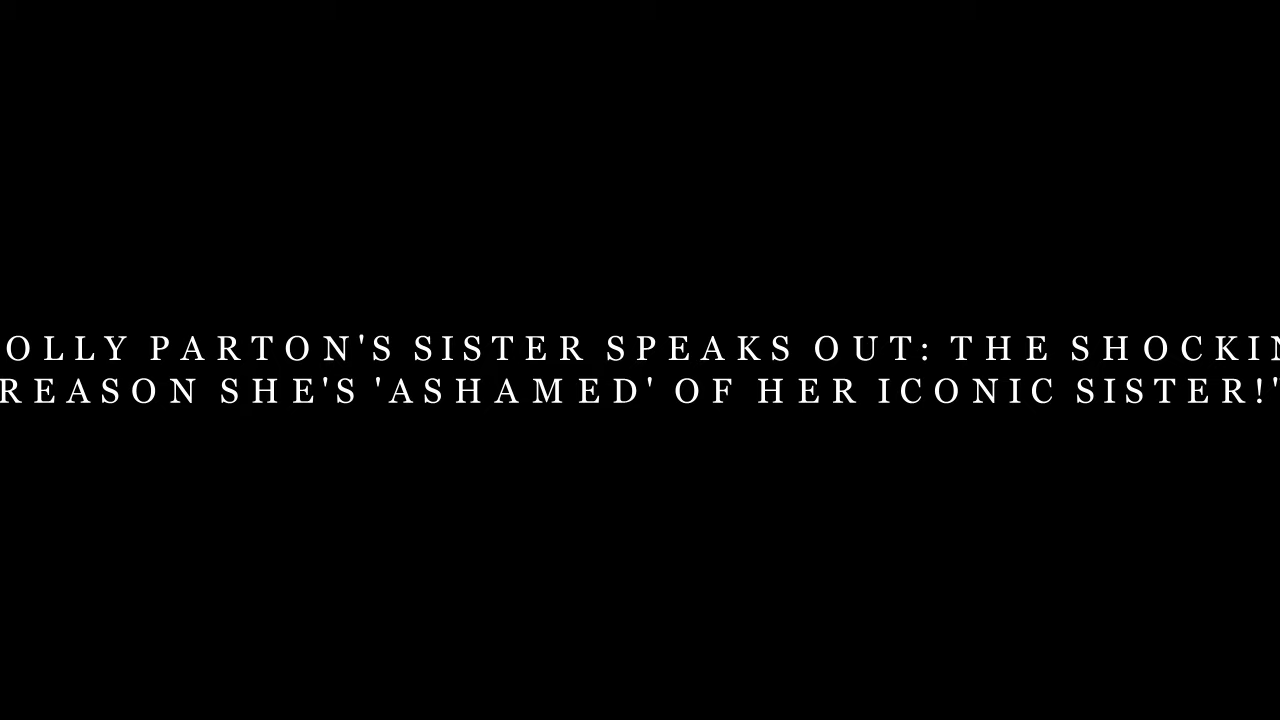 OLLY PARTON'S SISTER SPEAKS OUT: THE SHOCKIN
REASON SHE'S 'ASHAMED' OF HER ICONIC SISTER!'